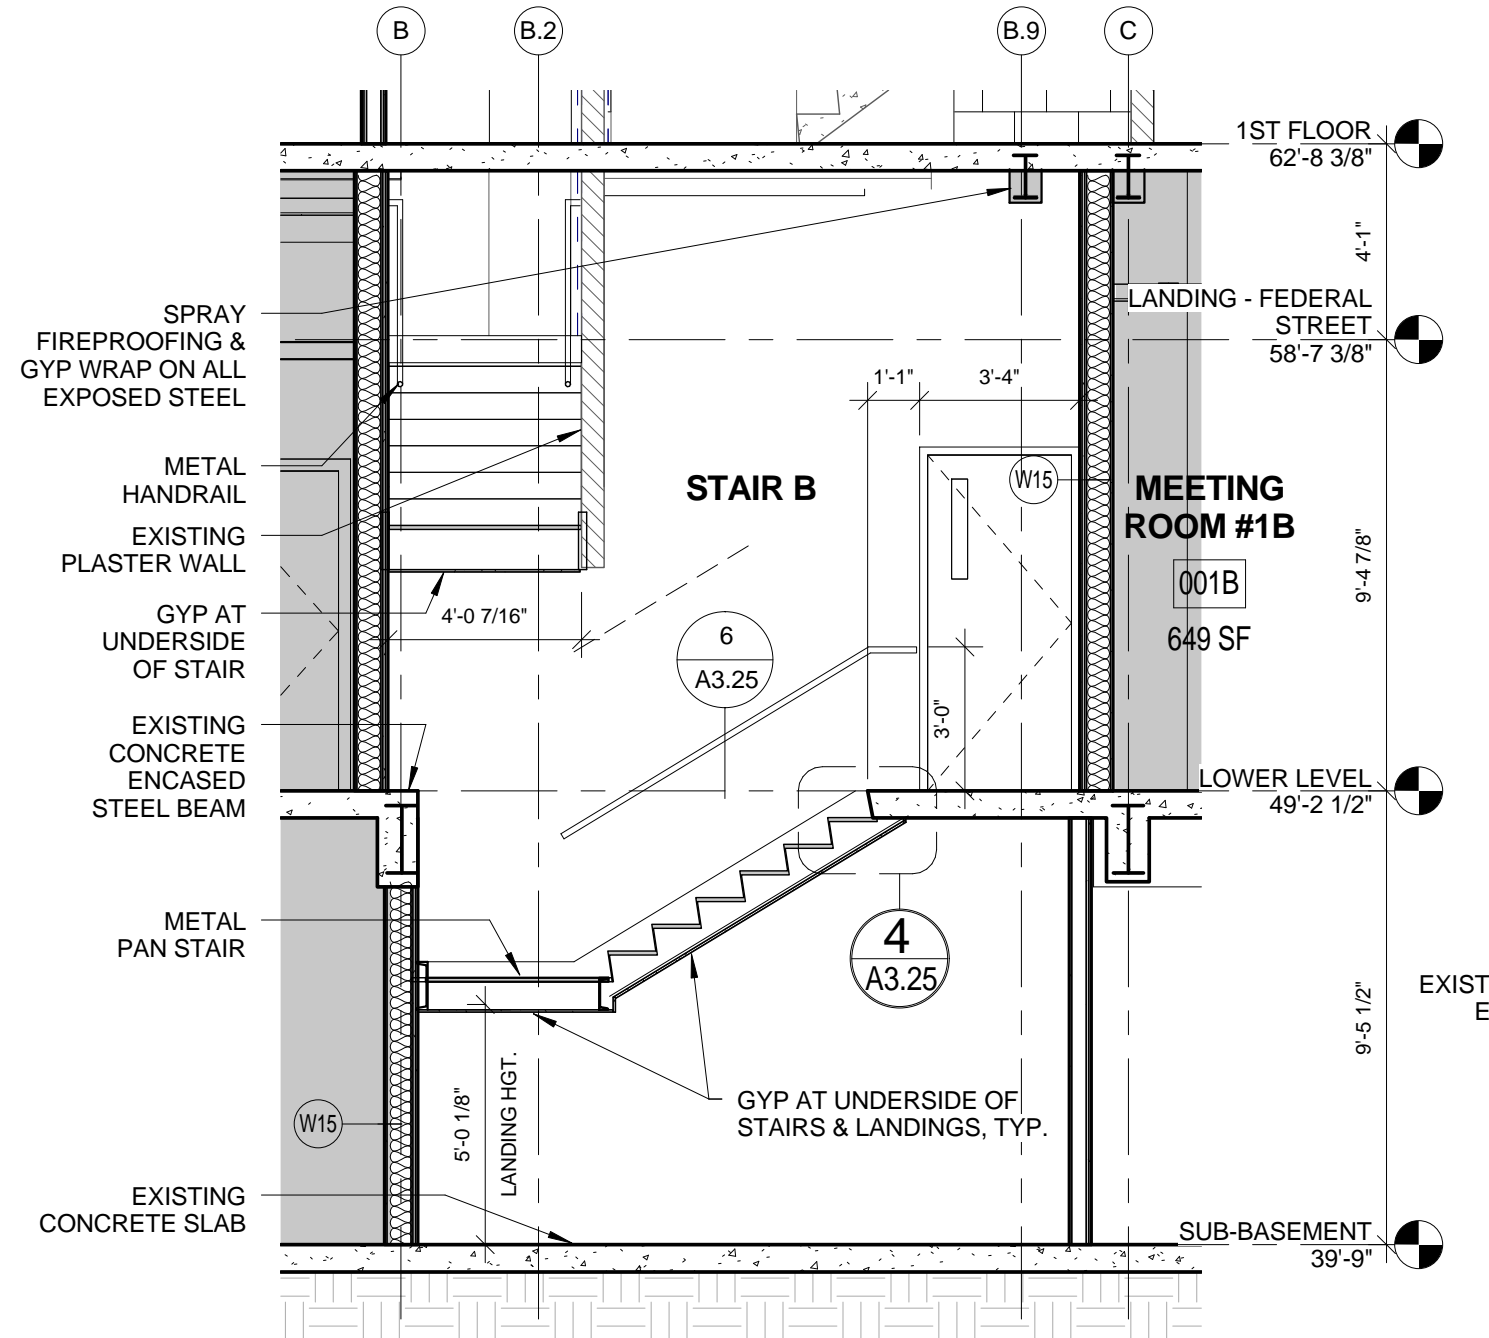 B
B.2
B.9
C
1ST FLOOR
62'-8 3/8"
4'-1"
SPRAY
FIREPROOFING &
GYP WRAP ON ALL
EXPOSED STEEL
LANDING - FEDERAL
STREET
58'-7 3/8"
1'-1"
3'-4"
METAL
HANDRAIL
STAIR B
W15
MEETING
ROOM #1B
001B
649 SF
EXISTING
PLASTER WALL
9'-4 7/8"
GYP AT
UNDERSIDE
OF STAIR
4'-0 7/16"
6
A3.25
3'-0"
EXISTING
CONCRETE
ENCASED
STEEL BEAM
LOWER LEVEL
49'-2 1/2"
METAL
PAN STAIR
4
A3.25
EXIST
E
9'-5 1/2"
W15
5'-0 1/8"
LANDING HGT.
GYP AT UNDERSIDE OF
STAIRS & LANDINGS, TYP.
EXISTING
CONCRETE SLAB
SUB-BASEMENT
39'-9"